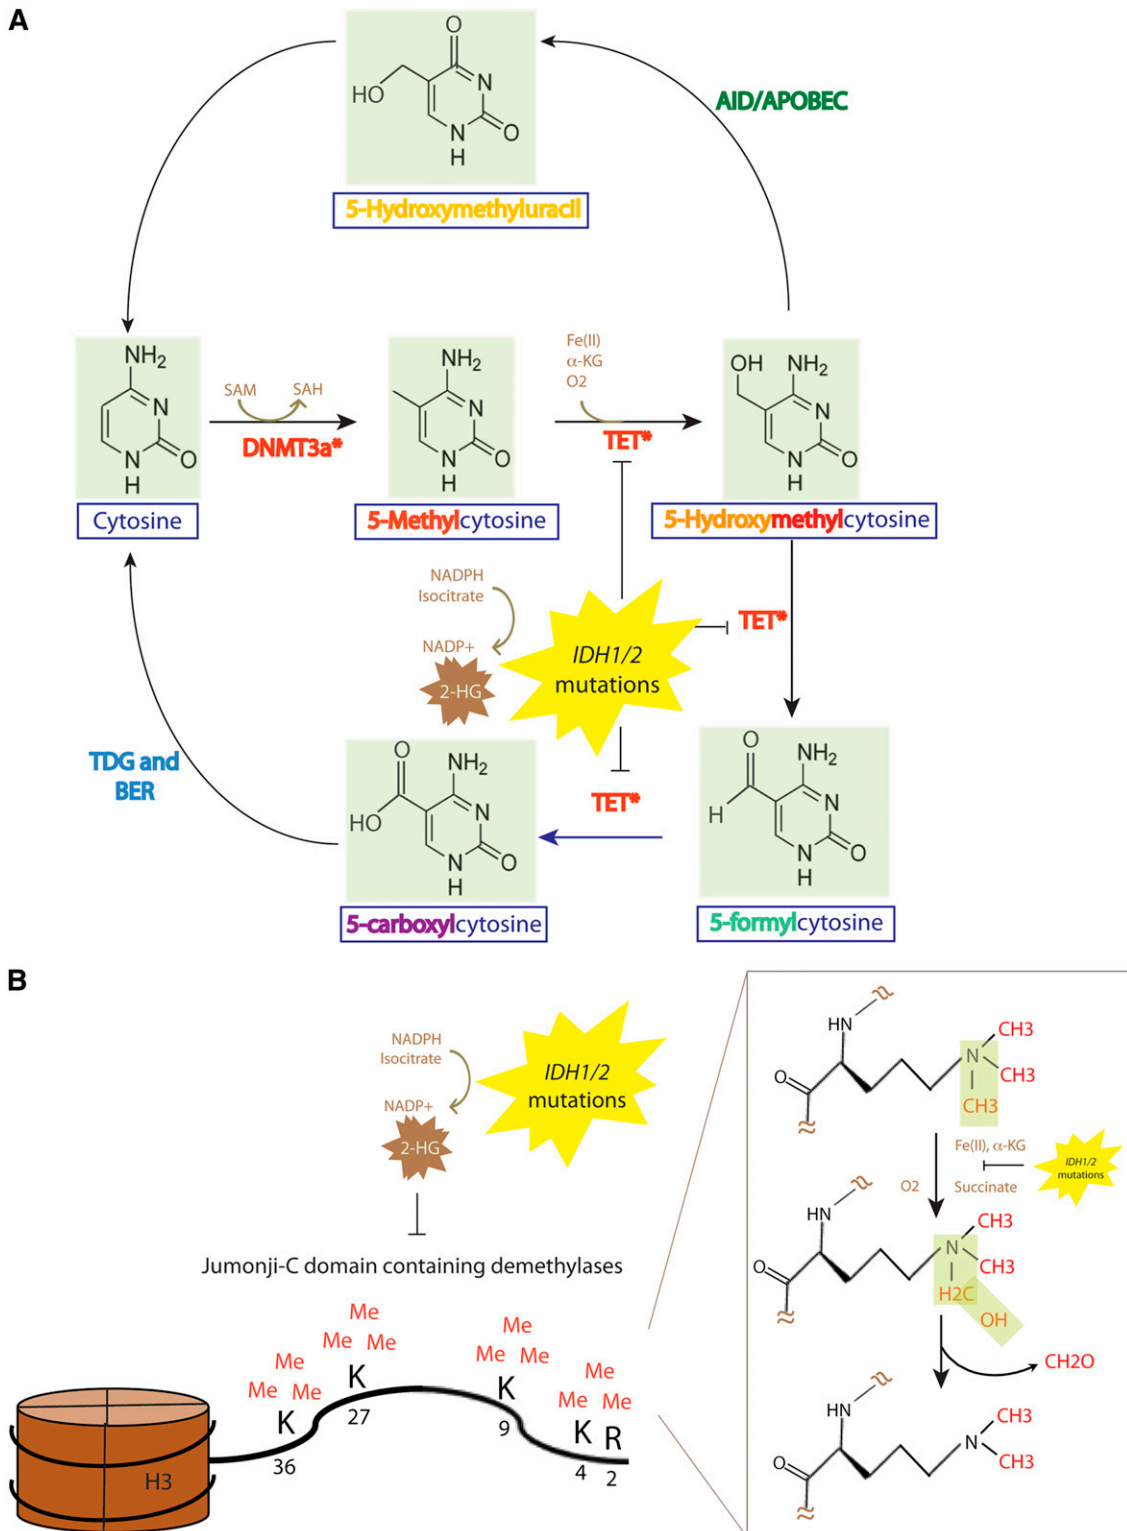 A
O
HO
N
N
H
O
5-Hydroxymethyluracil
AID/APOBEC
NH2
N
N
H
O
Cytosine
SAM
SAH
DNMT3a*
NH2
N
N
H
O
5-Methylcytosine
Fe(II)
α-KG
O2
TET*
OH
NH2
N
N
H
O
5-Hydroxymethylcytosine
NADPH
Isocitrate
NADP+
2-HG
IDH1/2
mutations
TET*
TET*
TDG and
BER
O
HO
NH2
N
N
H
O
5-carboxylcytosine
O
H
NH2
N
N
H
O
5-formylcytosine
B
NADPH
Isocitrate
NADP+
2-HG
IDH1/2
mutations
Jumonji-C domain containing demethylases
Me
Me Me
K
36
Me
Me Me
K
27
Me
Me Me
K
9
Me
Me Me
K R
4 2
H3
HN
O
N
CH3
CH3
CH3
Fe(II), α-KG
O2
Succinate
IDH1/2
mutations
HN
O
N
CH3
CH3
H2C
OH
CH2O
HN
O
N
CH3
CH3